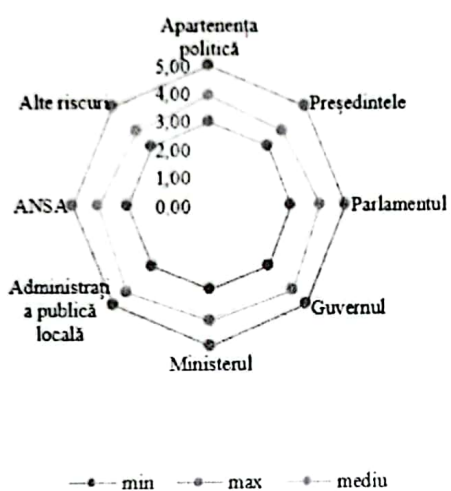 Apartenența
politică
5,00
4,00
3,00
2,00
1,00
0,00
Președintele
Parlamentul
Guvernul
Ministerul
Administrați
a publică
locală
ANSA
Alte riscuri
min
max
mediu